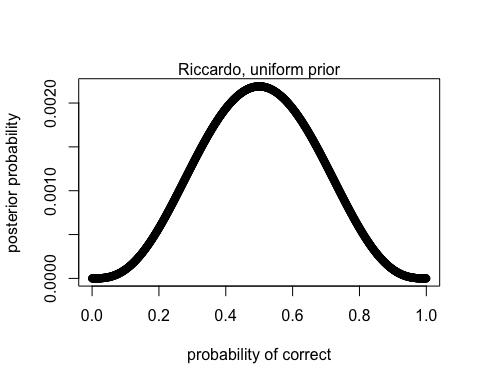 Riccardo, uniform prior
posterior probability
0.0020
0.0010
0.0000
0.0 0.2 0.4 0.6 0.8 1.0
probability of correct